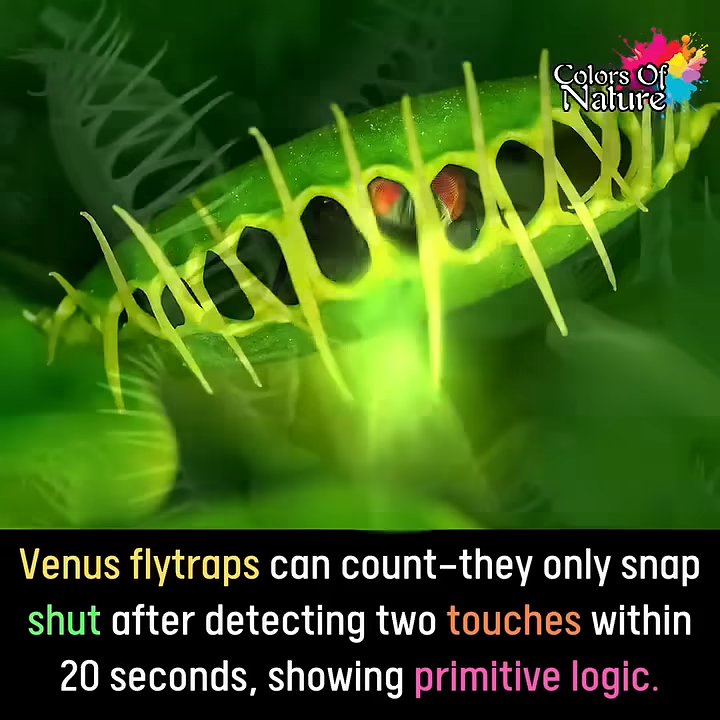 Colors Of
Nature
Venus flytraps can count–they only snap
shut after detecting two touches within
20 seconds, showing primitive logic.